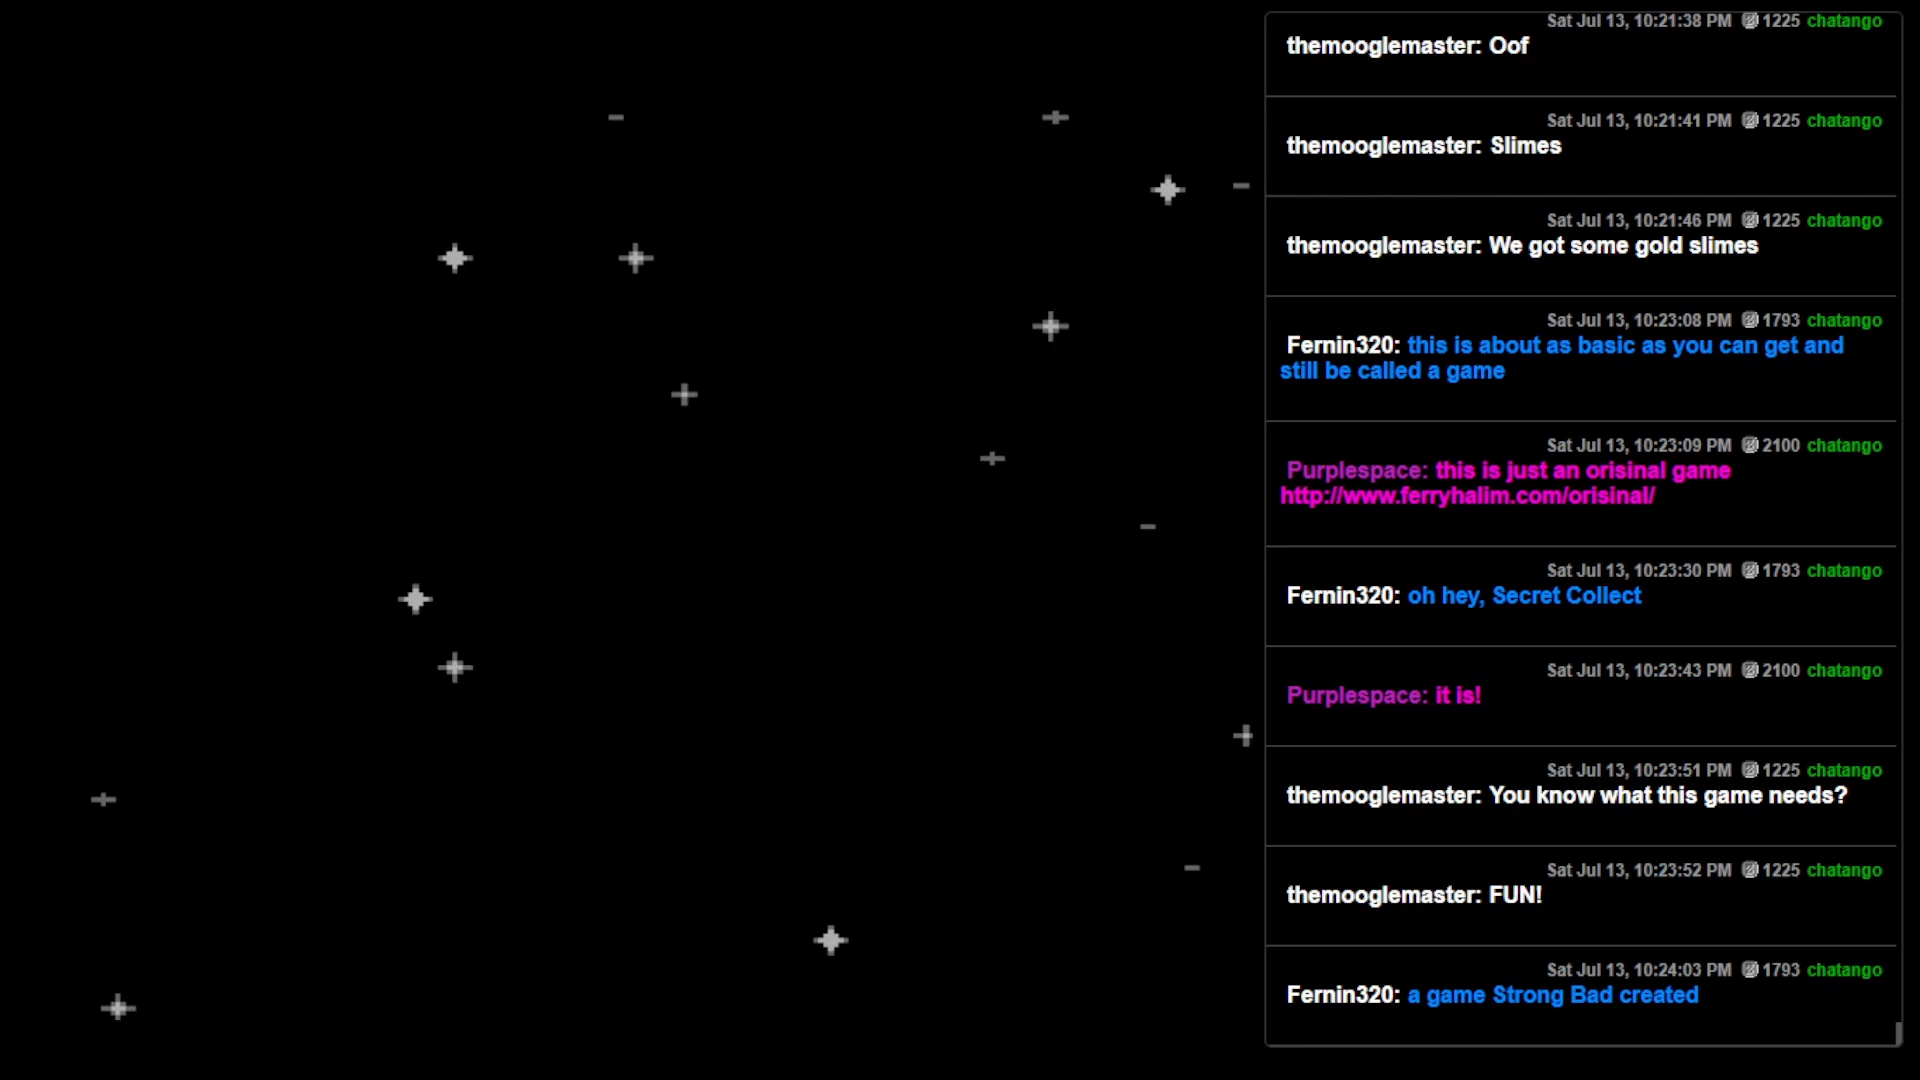 Sat Jul 13, 10:21:38 PM 1225 chatango
themooglemaster: Oof
Sat Jul 13, 10:21:41 PM 1225 chatango
themooglemaster: Slimes
Sat Jul 13, 10:21:46 PM 1225 chatango
themooglemaster: We got some gold slimes
Sat Jul 13, 10:23:08 PM 1793 chatango
Fernin320: this is about as basic as you can get and
still be called a game
Sat Jul 13, 10:23:09 PM 2100 chatango
Purplespace: this is just an orisinal game
http://www.ferryhalim.com/orisinal/
Sat Jul 13, 10:23:30 PM 1793 chatango
Fernin320: oh hey, Secret Collect
Sat Jul 13, 10:23:43 PM 2100 chatango
Purplespace: it is!
Sat Jul 13, 10:23:51 PM 1225 chatango
themooglemaster: You know what this game needs?
Sat Jul 13, 10:23:52 PM 1225 chatango
themooglemaster: FUN!
Sat Jul 13, 10:24:03 PM 1793 chatango
Fernin320: a game Strong Bad created